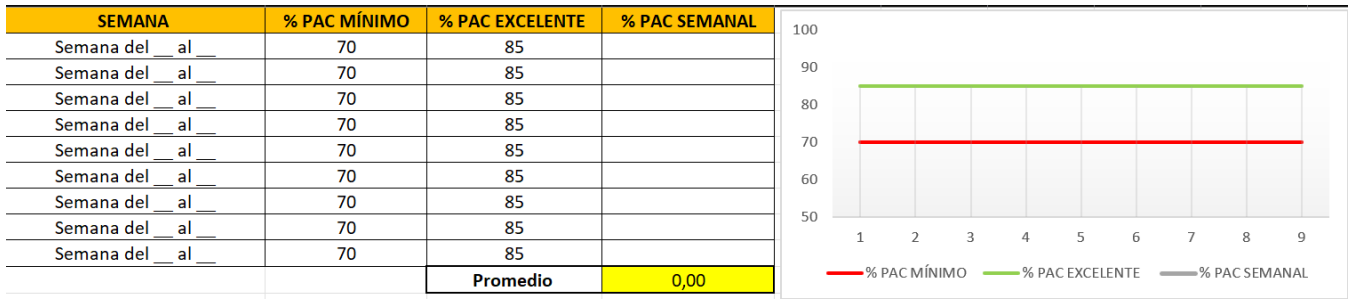 SEMANA % PAC MÍNIMO % PAC EXCELENTE % PAC SEMANAL
Semana del __ al __ 70 85
Semana del __ al __ 70 85
Semana del __ al __ 70 85
Semana del __ al __ 70 85
Semana del __ al __ 70 85
Semana del __ al __ 70 85
Semana del __ al __ 70 85
Semana del __ al __ 70 85
Semana del __ al __ 70 85
Promedio 0,00
100
90
80
70
60
50
1 2 3 4 5 6 7 8 9
% PAC MÍNIMO % PAC EXCELENTE % PAC SEMANAL